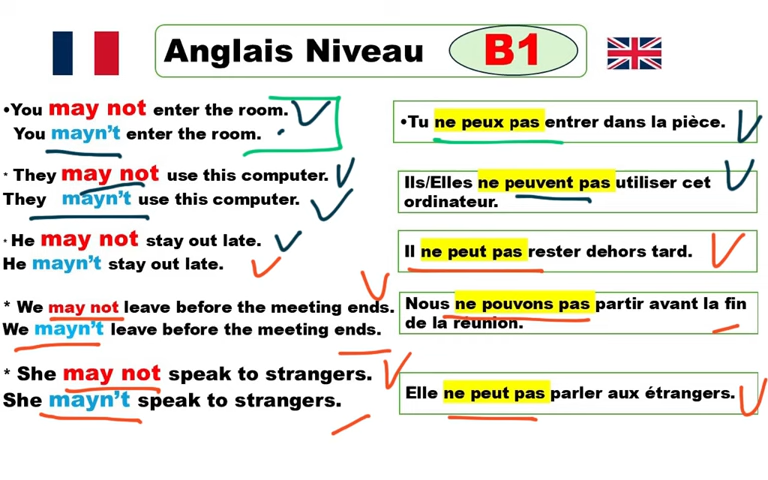 Anglais Niveau B1
•You may not enter the room.
You mayn't enter the room.
•Tu ne peux pas entrer dans la pièce.
* They may not use this computer.
They mayn't use this computer.
Ils/Elles ne peuvent pas utiliser cet
ordinateur.
· He may not stay out late.
He mayn't stay out late.
Il ne peut pas rester dehors tard.
* We may not leave before the meeting ends.
We mayn't leave before the meeting ends.
Nous ne pouvons pas partir avant la fin
de la réunion.
* She may not speak to strangers.
She mayn't speak to strangers.
Elle ne peut pas parler aux étrangers.